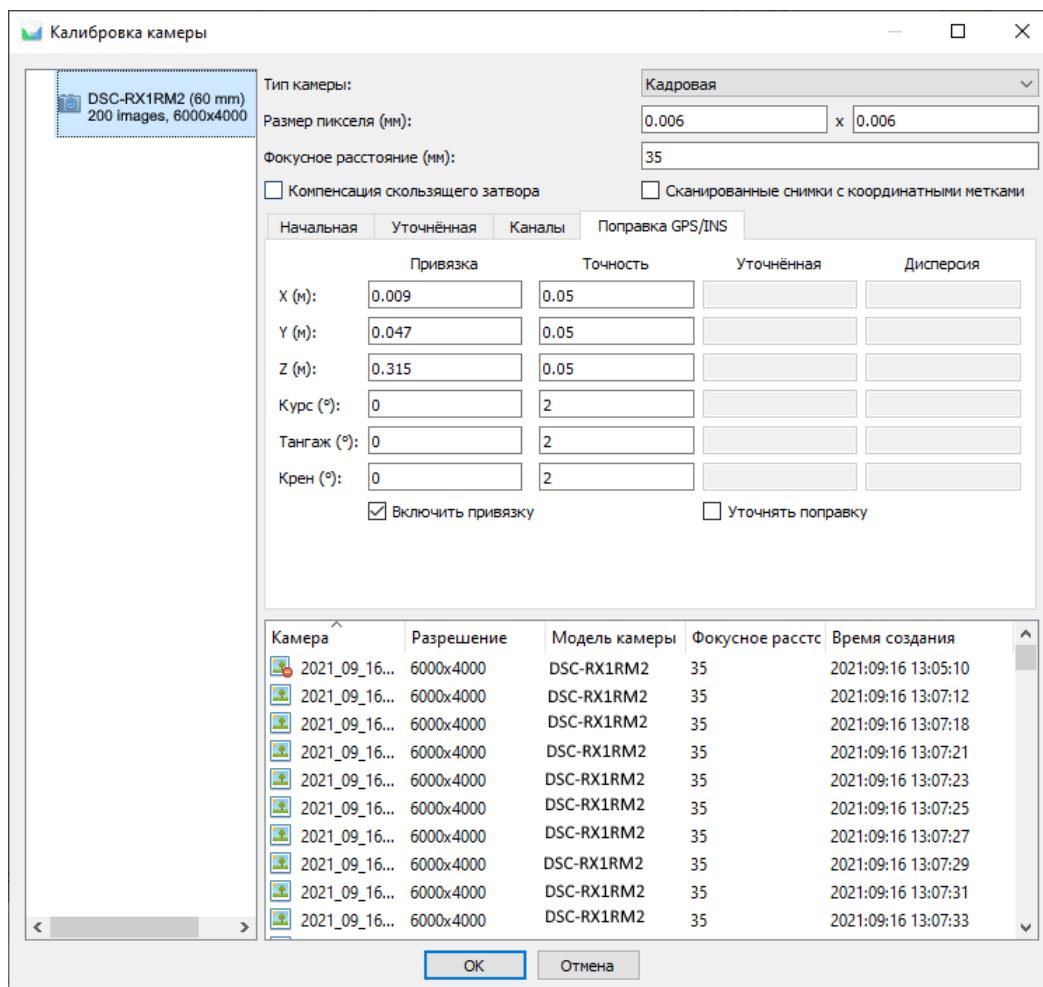 Калибровка камеры
DSC-RX1RM2 (60 mm)
200 images, 6000x4000
Тип камеры: Кадровая
Размер пикселя (мм): 0.006 x 0.006
Фокусное расстояние (мм): 35
Компенсация скользящего затвора Сканированные снимки с координатными метками
Начальная Уточнённая Каналы Поправка GPS/INS
Привязка Точность Уточнённая Дисперсия
X (м): 0.009 0.05
Y (м): 0.047 0.05
Z (м): 0.315 0.05
Курс (°): 0 2
Тангаж (°): 0 2
Крен (°): 0 2
Включить привязку Уточнять поправку
Камера Разрешение Модель камеры Фокусное расстс Время создания
2021_09_16... 6000x4000 DSC-RX1RM2 35 2021:09:16 13:05:10
2021_09_16... 6000x4000 DSC-RX1RM2 35 2021:09:16 13:07:12
2021_09_16... 6000x4000 DSC-RX1RM2 35 2021:09:16 13:07:18
2021_09_16... 6000x4000 DSC-RX1RM2 35 2021:09:16 13:07:21
2021_09_16... 6000x4000 DSC-RX1RM2 35 2021:09:16 13:07:23
2021_09_16... 6000x4000 DSC-RX1RM2 35 2021:09:16 13:07:25
2021_09_16... 6000x4000 DSC-RX1RM2 35 2021:09:16 13:07:27
2021_09_16... 6000x4000 DSC-RX1RM2 35 2021:09:16 13:07:29
2021_09_16... 6000x4000 DSC-RX1RM2 35 2021:09:16 13:07:31
2021_09_16... 6000x4000 DSC-RX1RM2 35 2021:09:16 13:07:33
OK Отмена